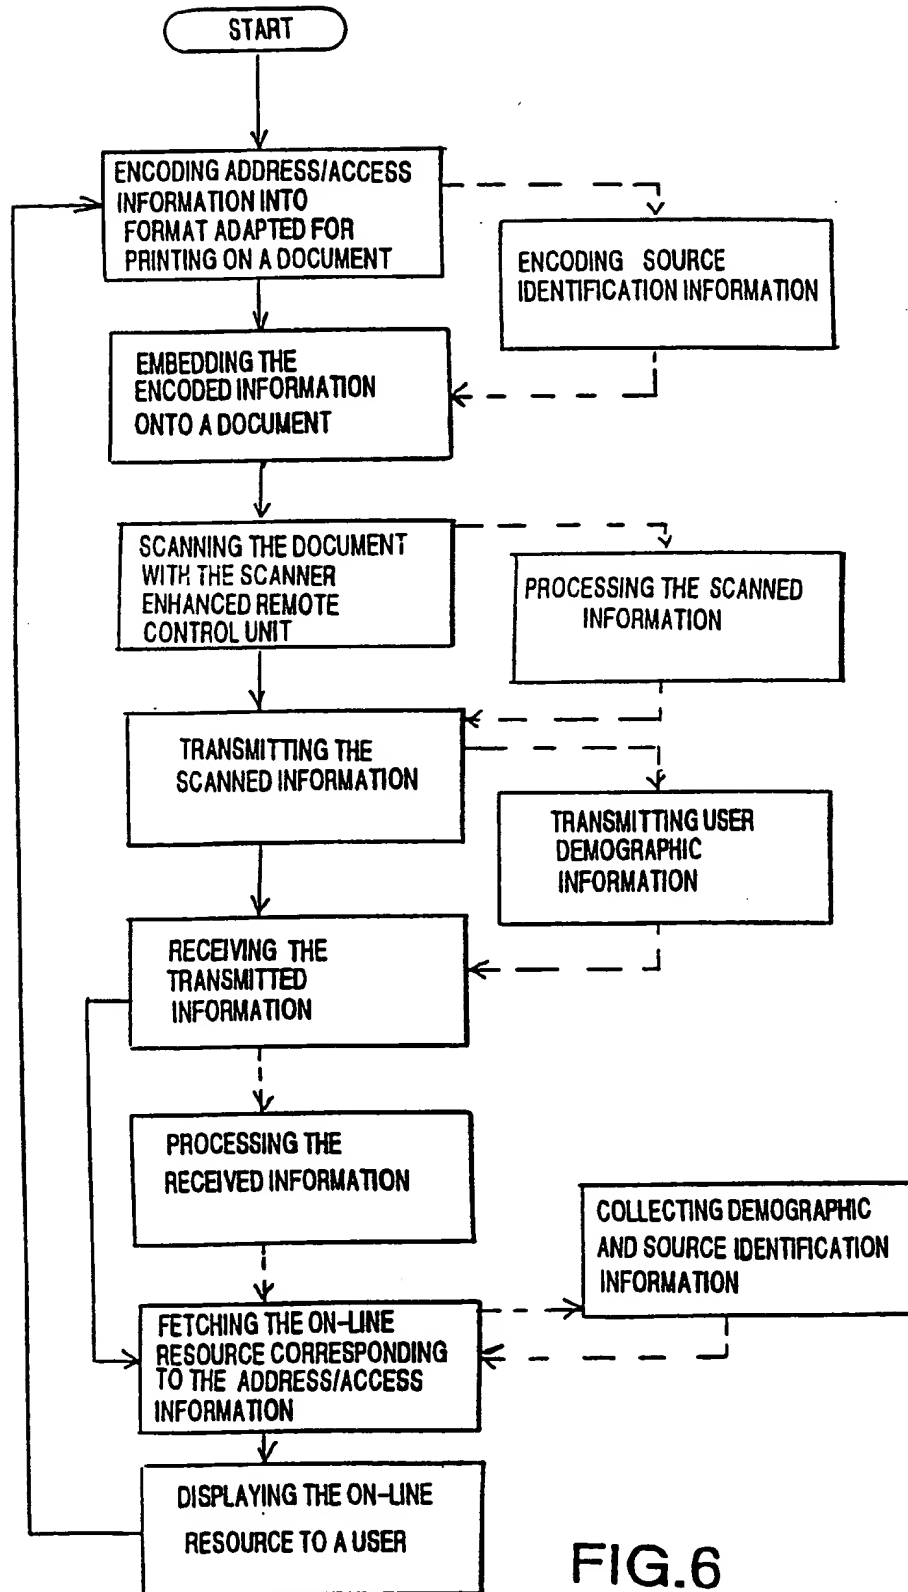 START
ENCODING ADDRESS/ACCESS
INFORMATION INTO
FORMAT ADAPTED FOR
PRINTING ON A DOCUMENT
ENCODING SOURCE
IDENTIFICATION INFORMATION
EMBEDDING THE
ENCODED INFORMATION
ONTO A DOCUMENT
SCANNING THE DOCUMENT
WITH THE SCANNER
ENHANCED REMOTE
CONTROL UNIT
PROCESSING THE SCANNED
INFORMATION
TRANSMITTING THE
SCANNED INFORMATION
TRANSMITTING USER
DEMOGRAPHIC
INFORMATION
RECEIVING THE
TRANSMITTED
INFORMATION
PROCESSING THE
RECEIVED INFORMATION
COLLECTING DEMOGRAPHIC
AND SOURCE IDENTIFICATION
INFORMATION
FETCHING THE ON-LINE
RESOURCE CORRESPONDING
TO THE ADDRESS/ACCESS
INFORMATION
DISPLAYING THE ON-LINE
RESOURCE TO A USER
FIG.6